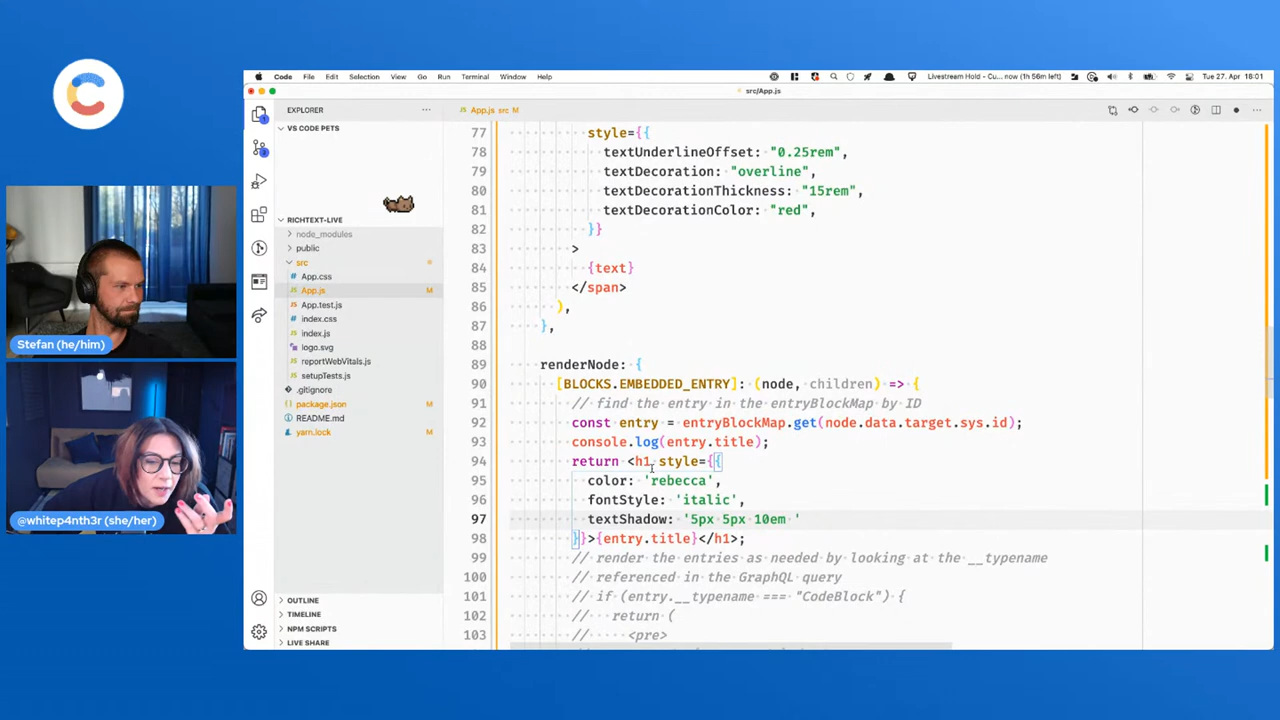 Code File Edit Selection View Go Run Terminal Window Help Livestream Hold - Cu... now (1h 56m left) Tue 27. Apr 18:01
src/App.js
EXPLORER ... App.js src M
VS CODE PETS
RICHTEXT-LIVE
node_modules
public
src
App.css
App.js M
App.test.js
index.css
index.js
logo.svg
reportWebVitals.js
setupTests.js
.gitignore
package.json M
README.md
yarn.lock M
OUTLINE
TIMELINE
NPM SCRIPTS
LIVE SHARE
77 style={{
78 textUnderlineOffset: "0.25rem",
79 textDecoration: "overline",
80 textDecorationThickness: "15rem",
81 textDecorationColor: "red",
82 }}
83 >
84 {text}
85 </span>
86 ),
87 },
88
89 renderNode: {
90 [BLOCKS.EMBEDDED_ENTRY]: (node, children) => {
91 // find the entry in the entryBlockMap by ID
92 const entry = entryBlockMap.get(node.data.target.sys.id);
93 console.log(entry.title);
94 return <h1 style={{
95 color: 'rebecca',
96 fontStyle: 'italic',
97 textShadow: '5px 5px 10em '
98 }}>{entry.title}</h1>;
99 // render the entries as needed by looking at the __typename
100 // referenced in the GraphQL query
101 // if (entry.__typename === "CodeBlock") {
102 // return (
103 // <pre>
Stefan (he/him)
@whitep4nth3r (she/her)